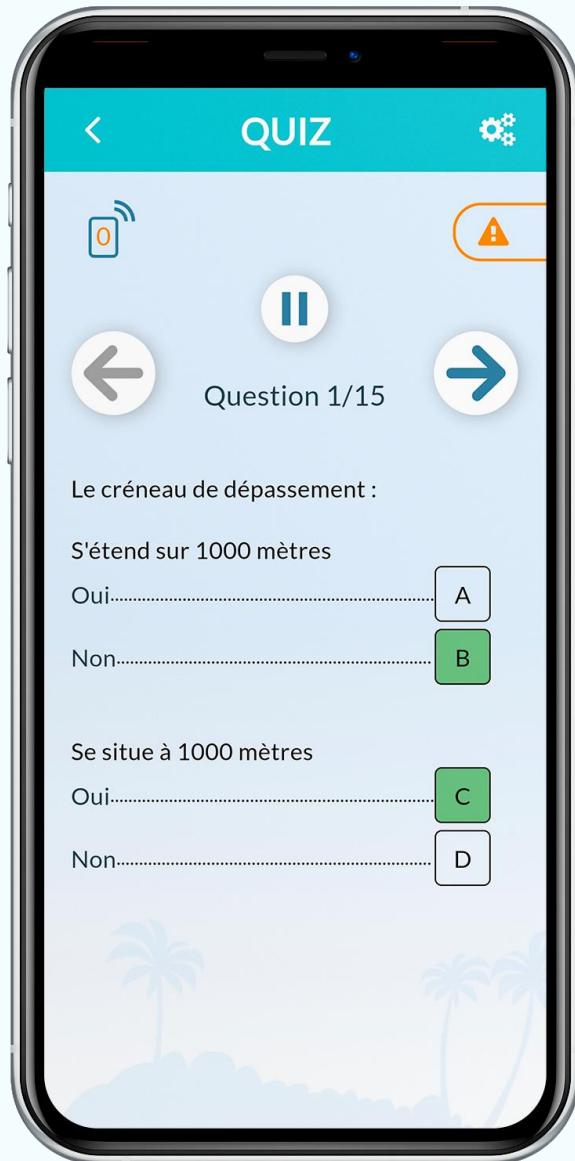 QUIZ
0
Question 1/15
Le créneau de dépassement :
S'étend sur 1000 mètres
Oui A
Non B
Se situe à 1000 mètres
Oui C
Non D